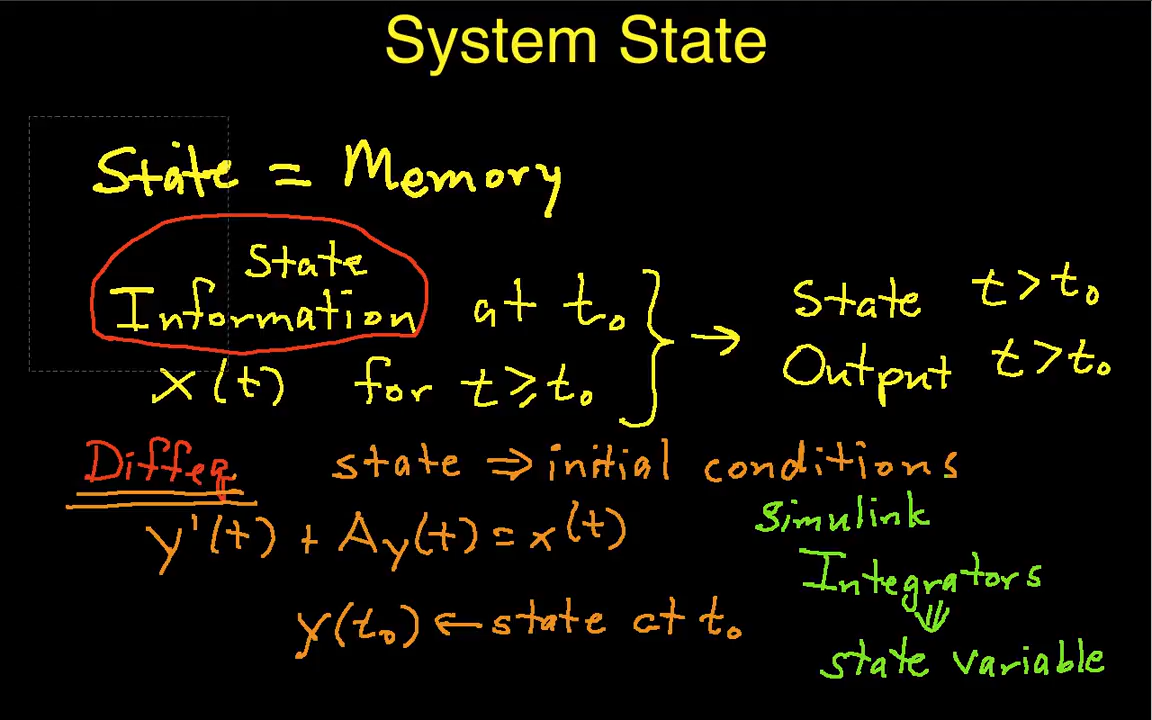 System State
State = Memory
State
Information at t₀
x(t) for t ≥ t₀
} → State t > t₀
Output t > t₀
Diffeq state ⇒ initial conditions
y'(t) + Ay(t) = x(t)
y(t₀) ← state at t₀
simulink
Integrators
⇓
state variable